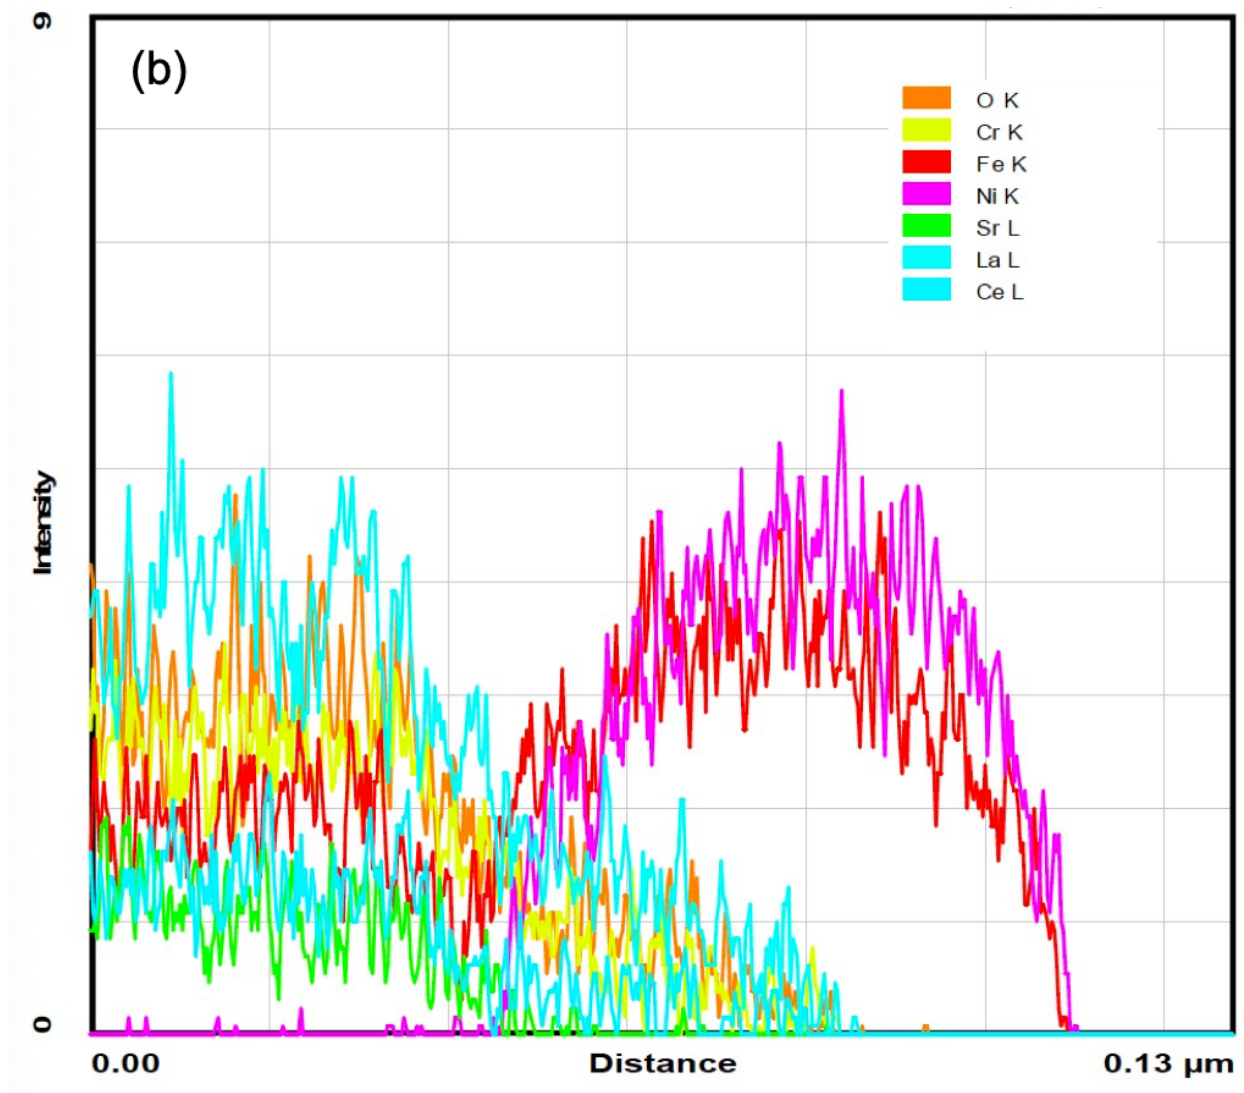 9
(b)
O K
Cr K
Fe K
Ni K
Sr L
La L
Ce L
Intensity
0
0.00 Distance 0.13 μm